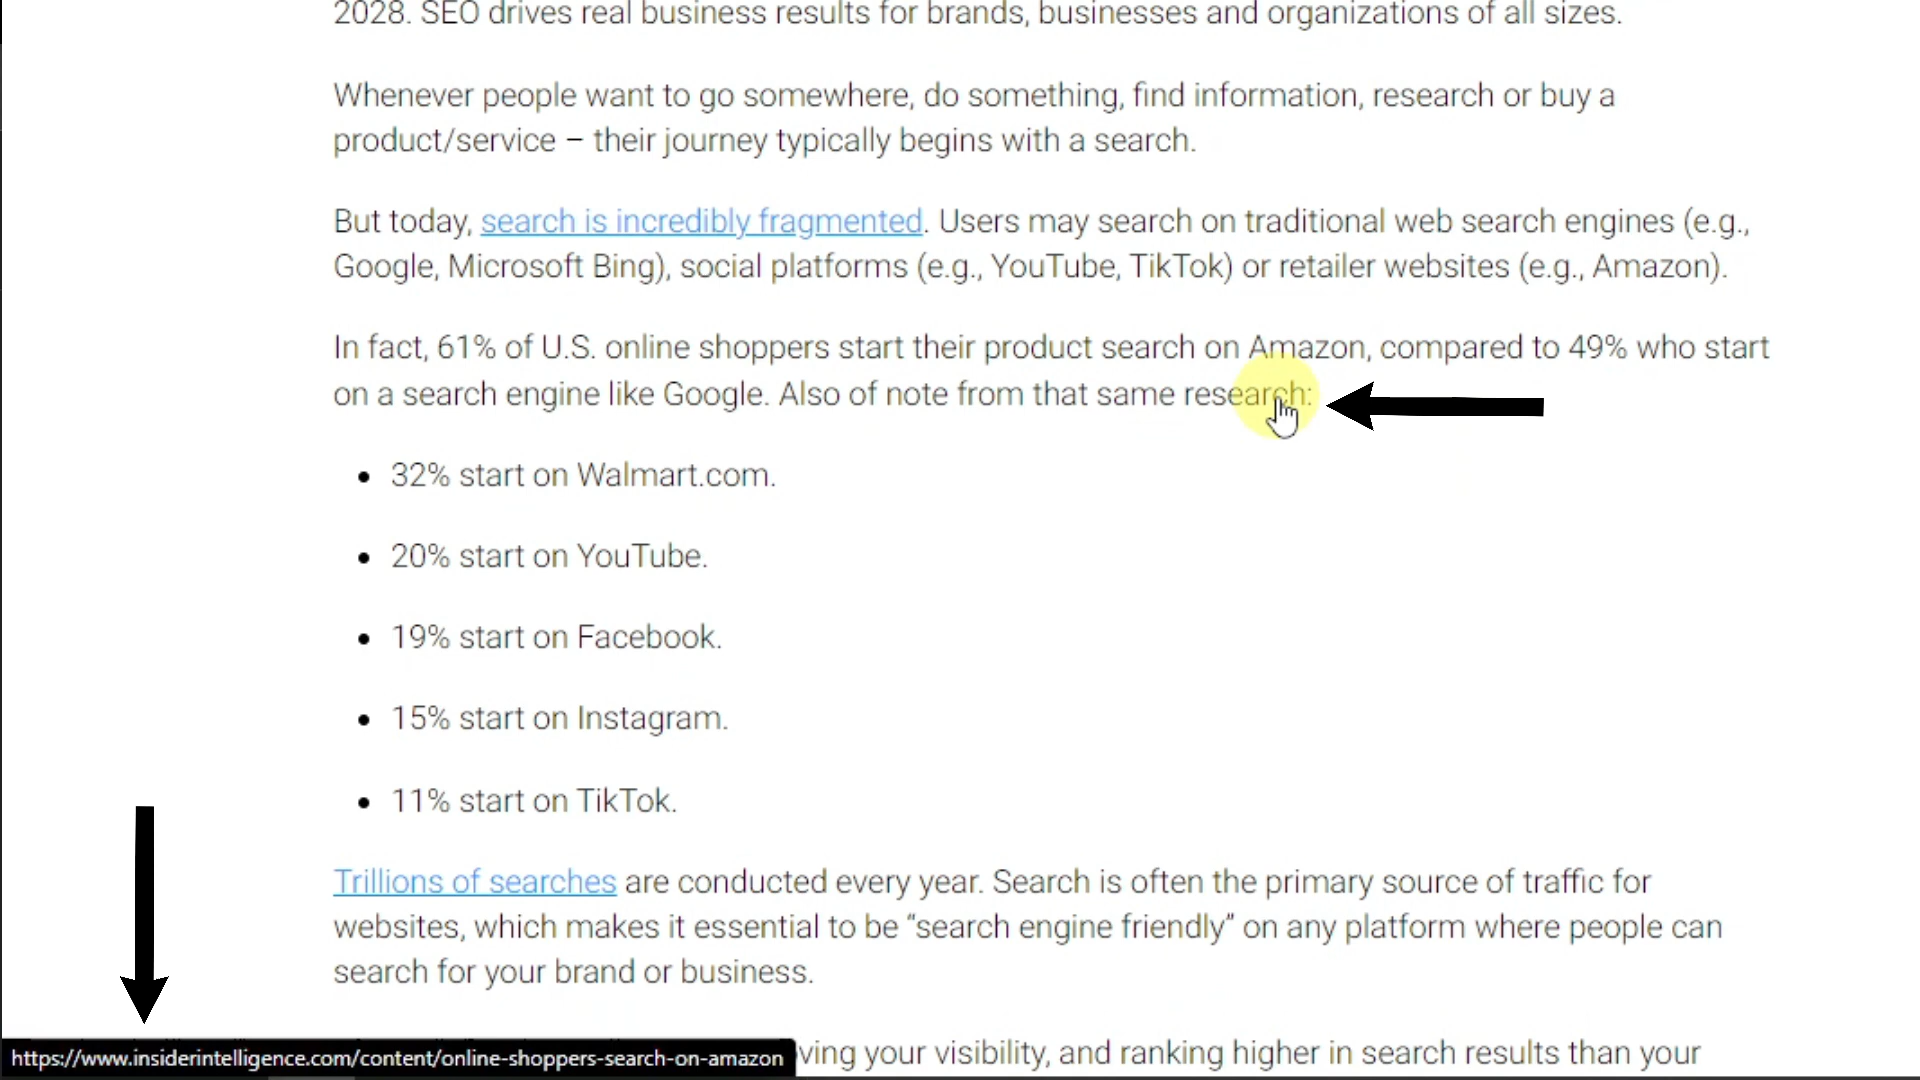 2028. SEO drives real business results for brands, businesses and organizations of all sizes.
Whenever people want to go somewhere, do something, find information, research or buy a
product/service – their journey typically begins with a search.
But today, search is incredibly fragmented. Users may search on traditional web search engines (e.g.,
Google, Microsoft Bing), social platforms (e.g., YouTube, TikTok) or retailer websites (e.g., Amazon).
In fact, 61% of U.S. online shoppers start their product search on Amazon, compared to 49% who start
on a search engine like Google. Also of note from that same research:
• 32% start on Walmart.com.
• 20% start on YouTube.
• 19% start on Facebook.
• 15% start on Instagram.
• 11% start on TikTok.
Trillions of searches are conducted every year. Search is often the primary source of traffic for
websites, which makes it essential to be “search engine friendly” on any platform where people can
search for your brand or business.
https://www.insiderintelligence.com/content/online-shoppers-search-on-amazon
ving your visibility, and ranking higher in search results than your